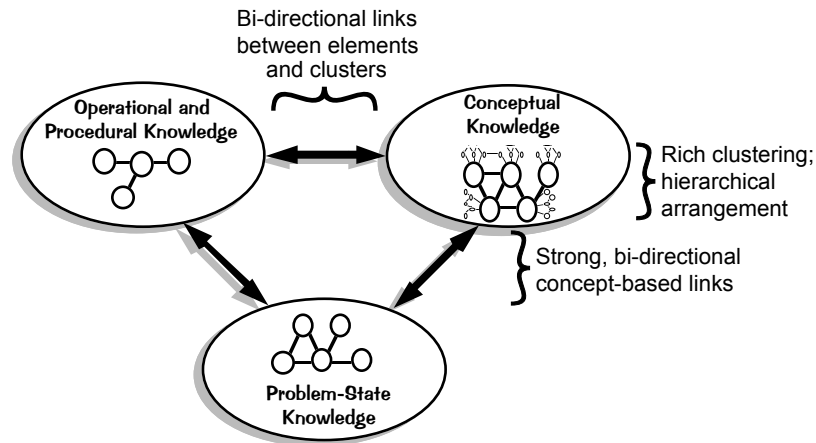 Bi-directional links
between elements
and clusters
Operational and
Procedural Knowledge
Conceptual
Knowledge
Rich clustering;
hierarchical
arrangement
Strong, bi-directional
concept-based links
Problem-State
Knowledge